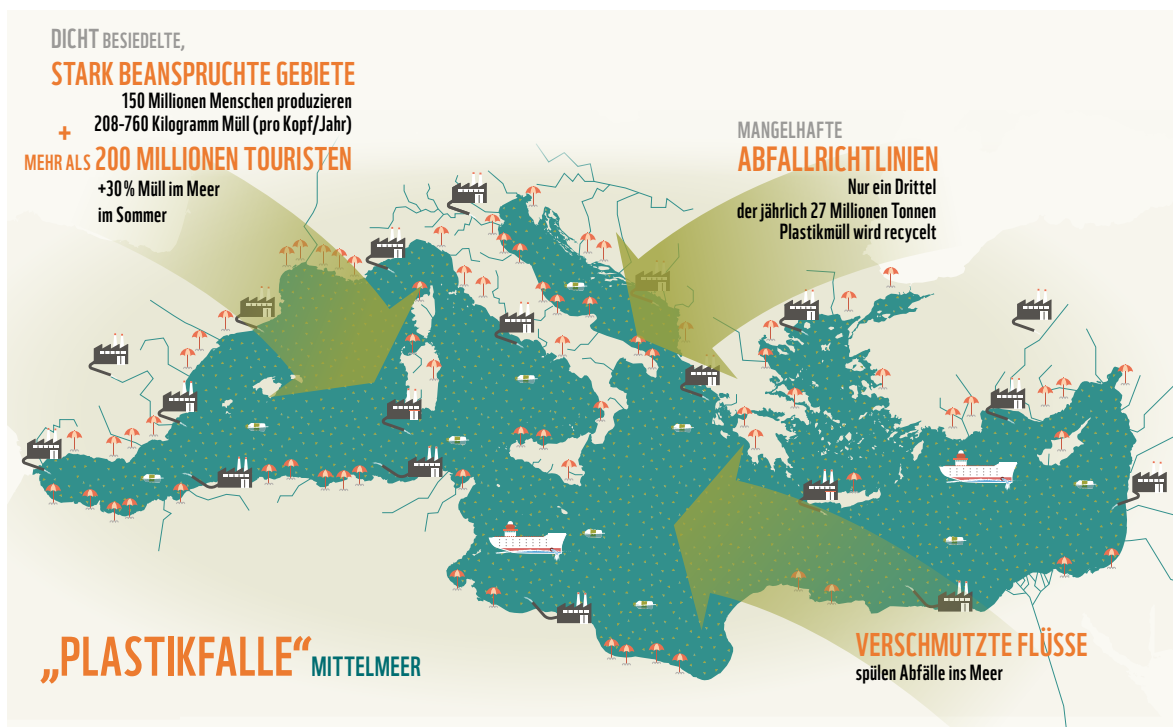 DICHT BESIEDELTE,
STARK BEANSPRUCHTE GEBIETE
150 Millionen Menschen produzieren
208-760 Kilogramm Müll (pro Kopf/Jahr)
+
MEHR ALS 200 MILLIONEN TOURISTEN
+30% Müll im Meer
im Sommer
MANGELHAFTE
ABFALLRICHTLINIEN
Nur ein Drittel
der jährlich 27 Millionen Tonnen
Plastikmüll wird recycelt
VERSCHMUTZTE FLÜSSE
spülen Abfälle ins Meer
„PLASTIKFALLE“ MITTELMEER